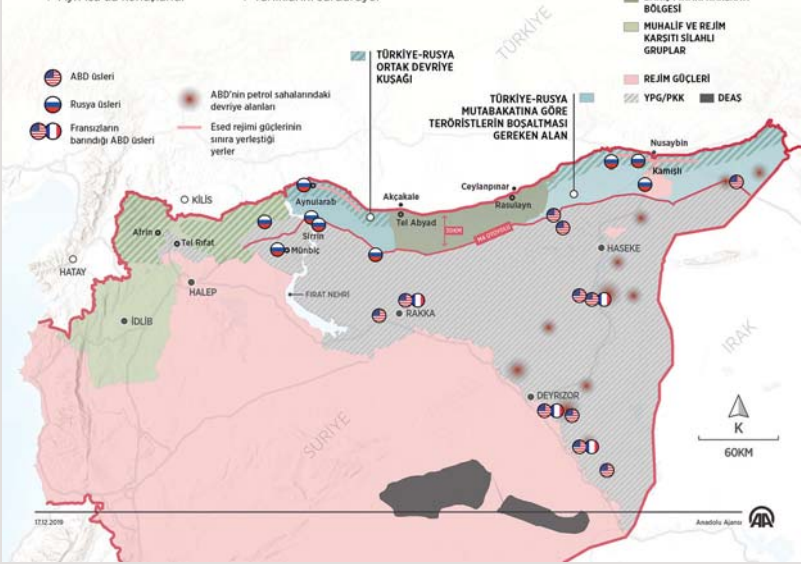 BÖLGESİ
MUHALİF VE REJİM
KARŞITI SİLAHLI
GRUPLAR
REJİM GÜÇLERİ
YPG/PKK
DEAŞ
TÜRKİYE
TÜRKİYE-RUSYA
ORTAK DEVRİYE
KUŞAĞI
TÜRKİYE-RUSYA
MUTABAKATINA GÖRE
TERÖRİSTLERİN BOŞALTMASI
GEREKEN ALAN
ABD üsleri
Rusya üsleri
Fransızların
barındığı ABD üsleri
ABD'nin petrol sahalarındaki
devriye alanları
Esed rejimi güçlerinin
sınıra yerleştiği
yerler
Nusaybin
Kamışlı
Ceylanpınar
Rasulayn
Akçakale
Tel Abyad
Aynularab
KİLİS
Afrin
Tel Rıfat
Sirrin
Münbiç
30KM
M4 OTOYOLU
HASEKE
HATAY
HALEP
FIRAT NEHRİ
İDLİB
RAKKA
IRAK
DEYRİZOR
SURİYE
K
60KM
17.12.2019
Anadolu Ajansı
AA